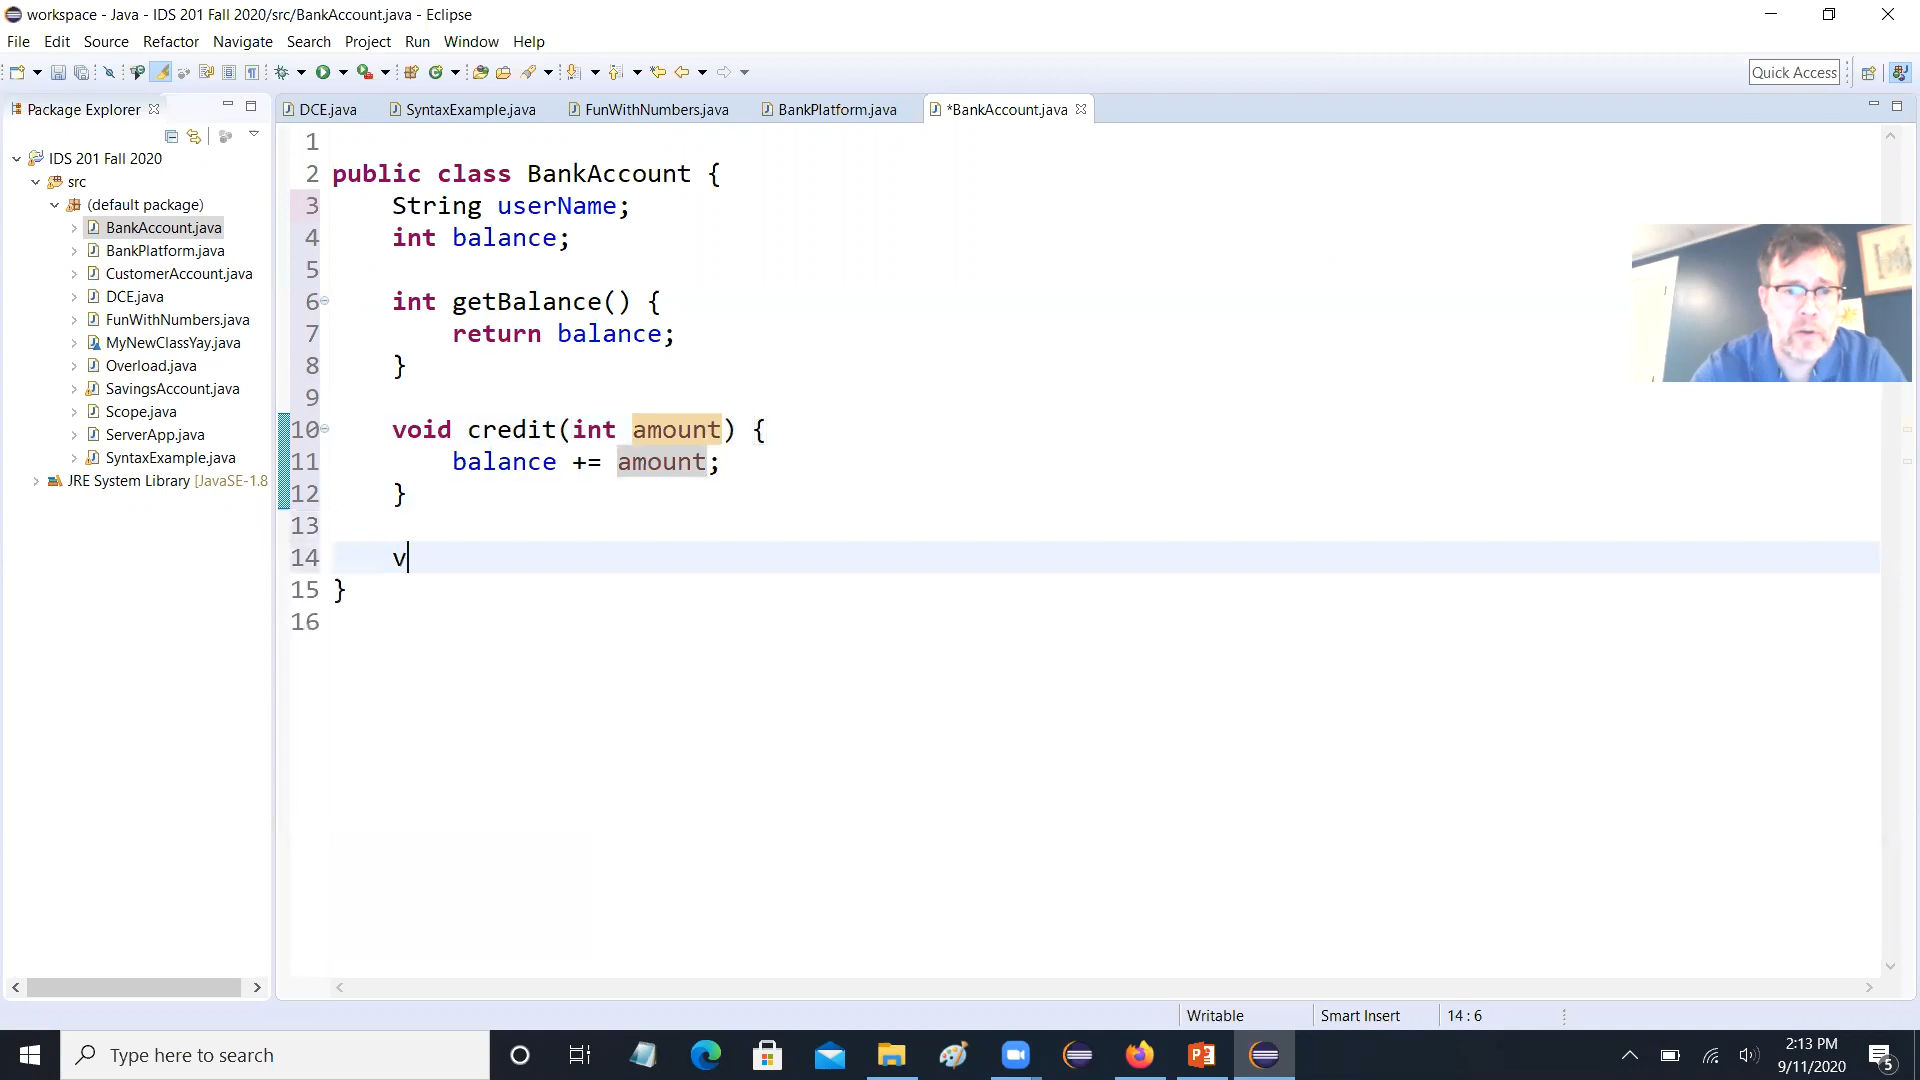 workspace - Java - IDS 201 Fall 2020/src/BankAccount.java - Eclipse
File Edit Source Refactor Navigate Search Project Run Window Help
Quick Access
Package Explorer
DCE.java SyntaxExample.java FunWithNumbers.java BankPlatform.java *BankAccount.java
IDS 201 Fall 2020
src
(default package)
BankAccount.java
BankPlatform.java
CustomerAccount.java
DCE.java
FunWithNumbers.java
MyNewClassYay.java
Overload.java
SavingsAccount.java
Scope.java
ServerApp.java
SyntaxExample.java
JRE System Library [JavaSE-1.8
1
2 public class BankAccount {
3 String userName;
4 int balance;
5
6 int getBalance() {
7 return balance;
8 }
9
10 void credit(int amount) {
11 balance += amount;
12 }
13
14 v
15 }
16
Writable Smart Insert 14 : 6
Type here to search
2:13 PM
9/11/2020
5